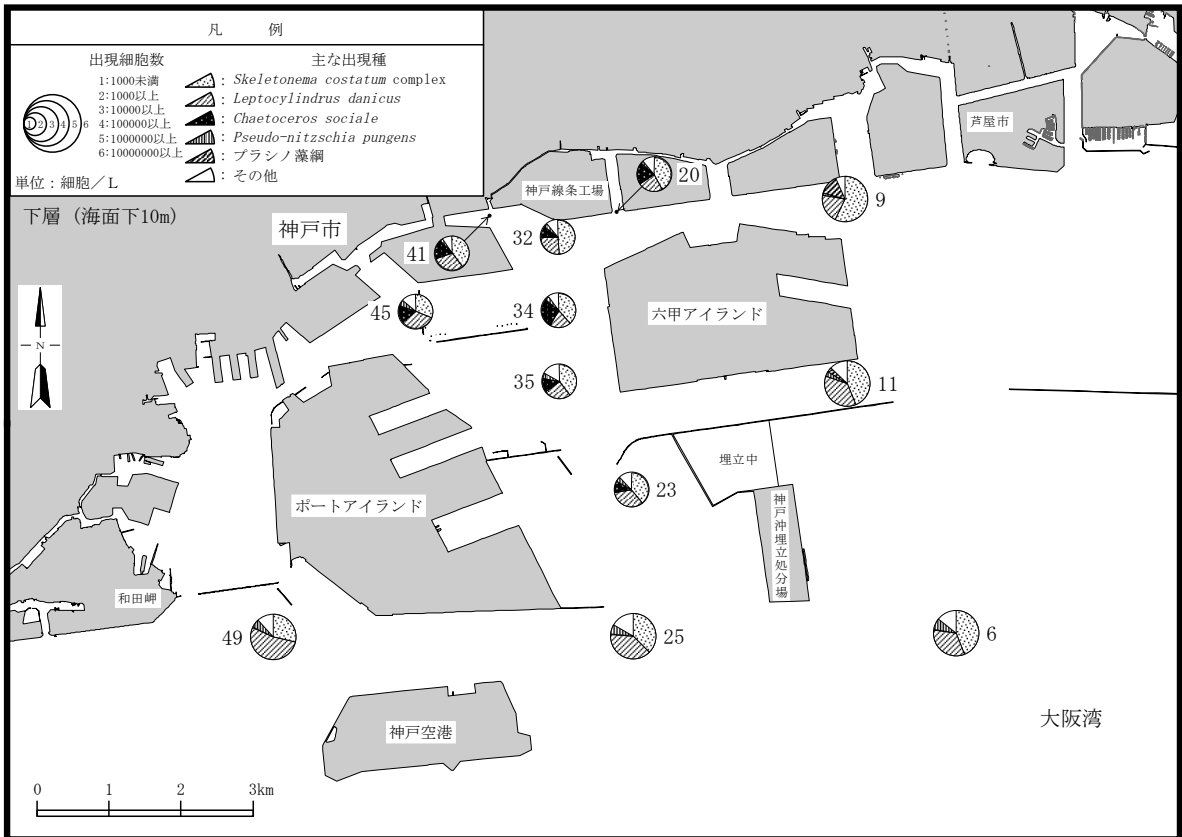 凡 例
出現細胞数
主な出現種
1:1000未満
2:1000以上
3:10000以上
4:100000以上
5:1000000以上
6:10000000以上
1 2 3 4 5 6
: Skeletonema costatum complex
: Leptocylindrus danicus
: Chaetoceros sociale
: Pseudo-nitzschia pungens
: プラシノ藻綱
: その他
単位：細胞／L
下層（海面下10m）
神戸市
神戸線条工場
芦屋市
20
9
32
41
45
34
六甲アイランド
N
35
11
埋立中
23
ポートアイランド
神戸沖埋立処分場
和田岬
49
25
6
大阪湾
神戸空港
0 1 2 3km